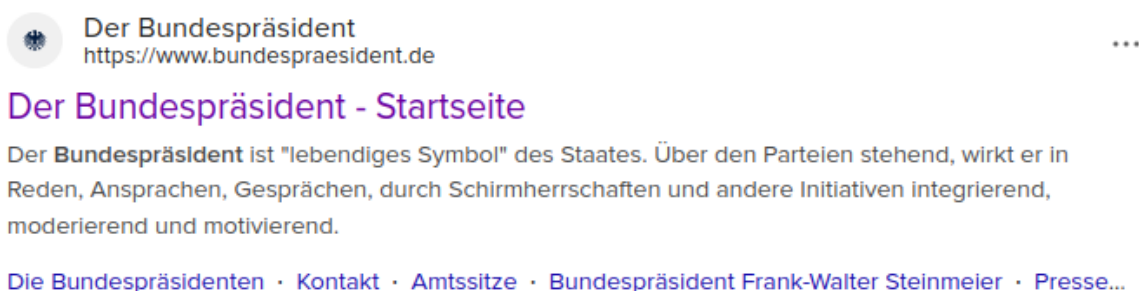 Der Bundespräsident
https://www.bundespraesident.de
Der Bundespräsident - Startseite
Der Bundespräsident ist "lebendiges Symbol" des Staates. Über den Parteien stehend, wirkt er in
Reden, Ansprachen, Gesprächen, durch Schirmherrschaften und andere Initiativen integrierend,
moderierend und motivierend.
Die Bundespräsidenten · Kontakt · Amtssitze · Bundespräsident Frank-Walter Steinmeier · Presse...